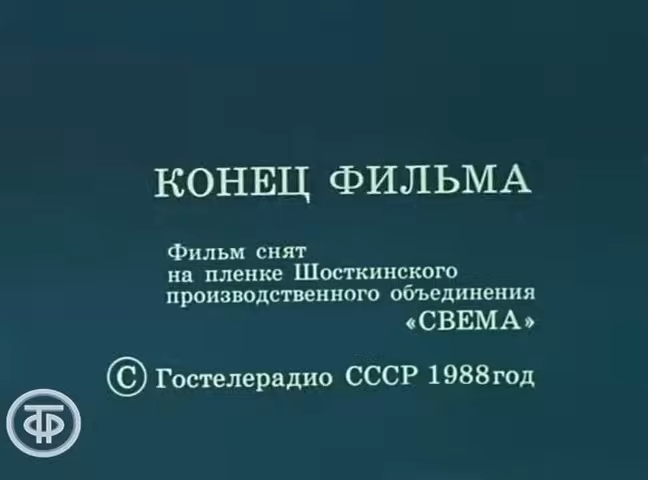 КОНЕЦ ФИЛЬМА
Фильм снят
на пленке Шосткинского
производственного объединения
«СВЕМА»
© Гостелерадио СССР 1988год